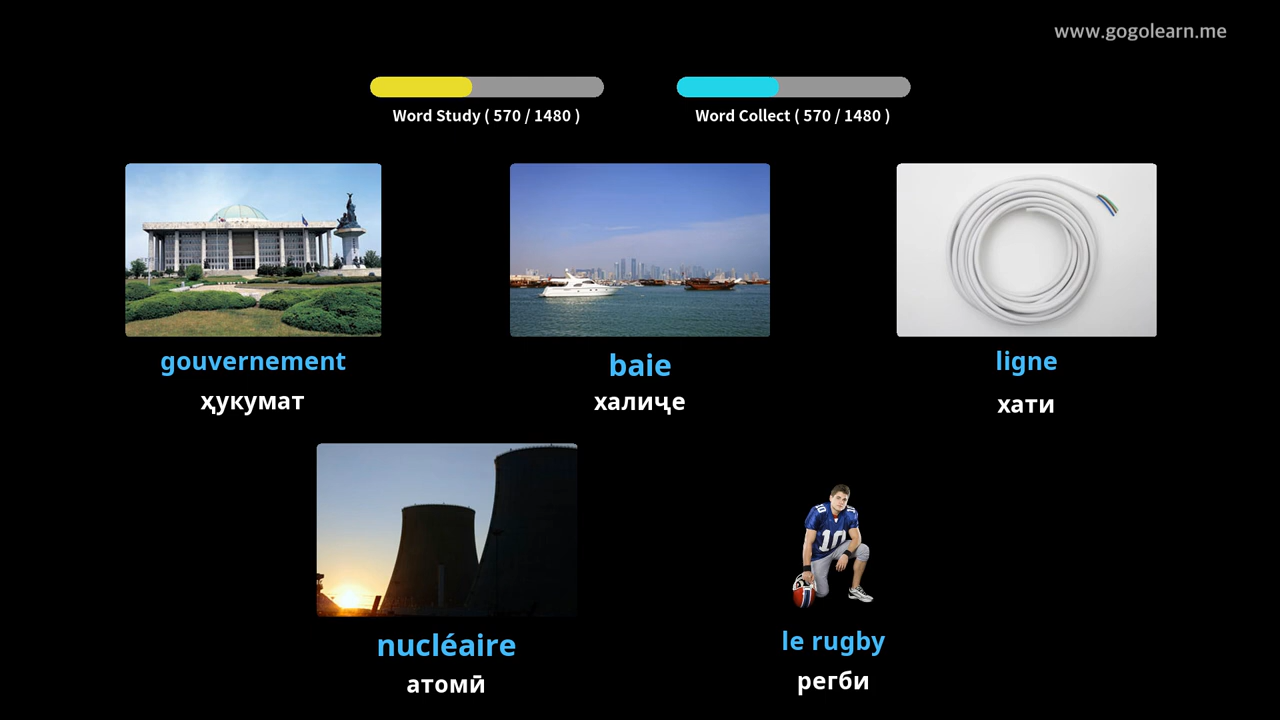 www.gogolearn.me
Word Study ( 570 / 1480 )
Word Collect ( 570 / 1480 )
gouvernement
ҳукумат
baie
халиҷе
ligne
хати
nucléaire
атомӣ
le rugby
регби
10